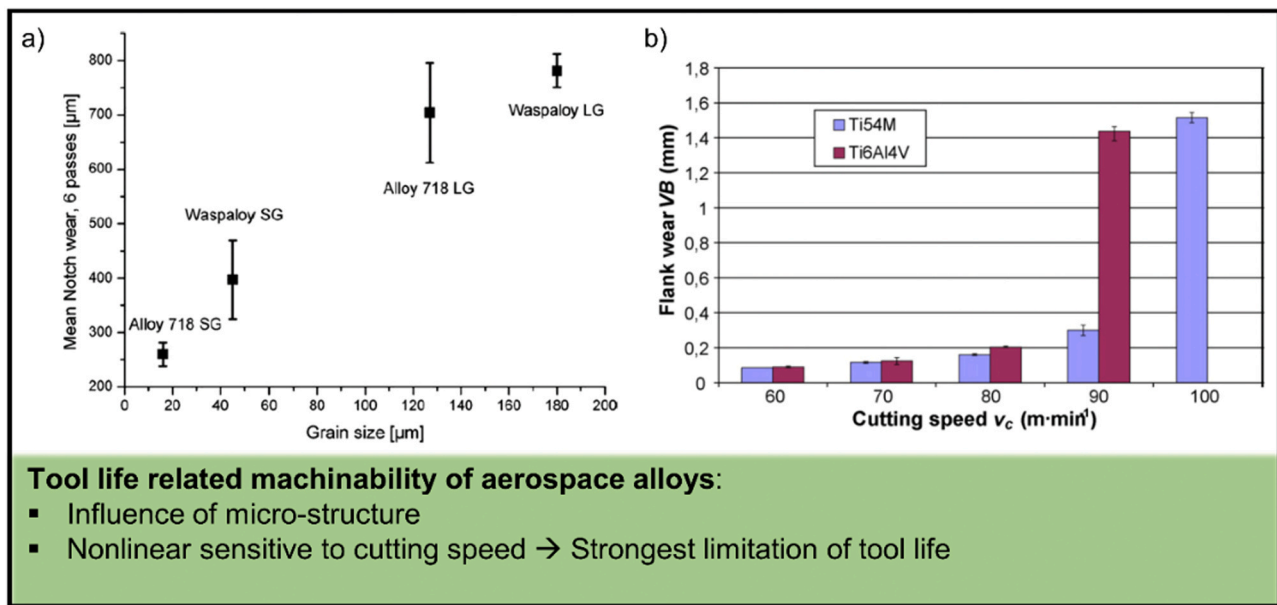 a)
Mean Notch wear, 6 passes [µm]
800
700
600
500
400
300
200
Waspaloy LG
Alloy 718 LG
Waspaloy SG
Alloy 718 SG
0 20 40 60 80 100 120 140 160 180 200
Grain size [µm]
b)
Flank wear VB (mm)
1,8
1,6
1,4
1,2
1
0,8
0,6
0,4
0,2
0
Ti54M
Ti6Al4V
60 70 80 90 100
Cutting speed vc (m·min¹)
Tool life related machinability of aerospace alloys:
▪ Influence of micro-structure
▪ Nonlinear sensitive to cutting speed → Strongest limitation of tool life